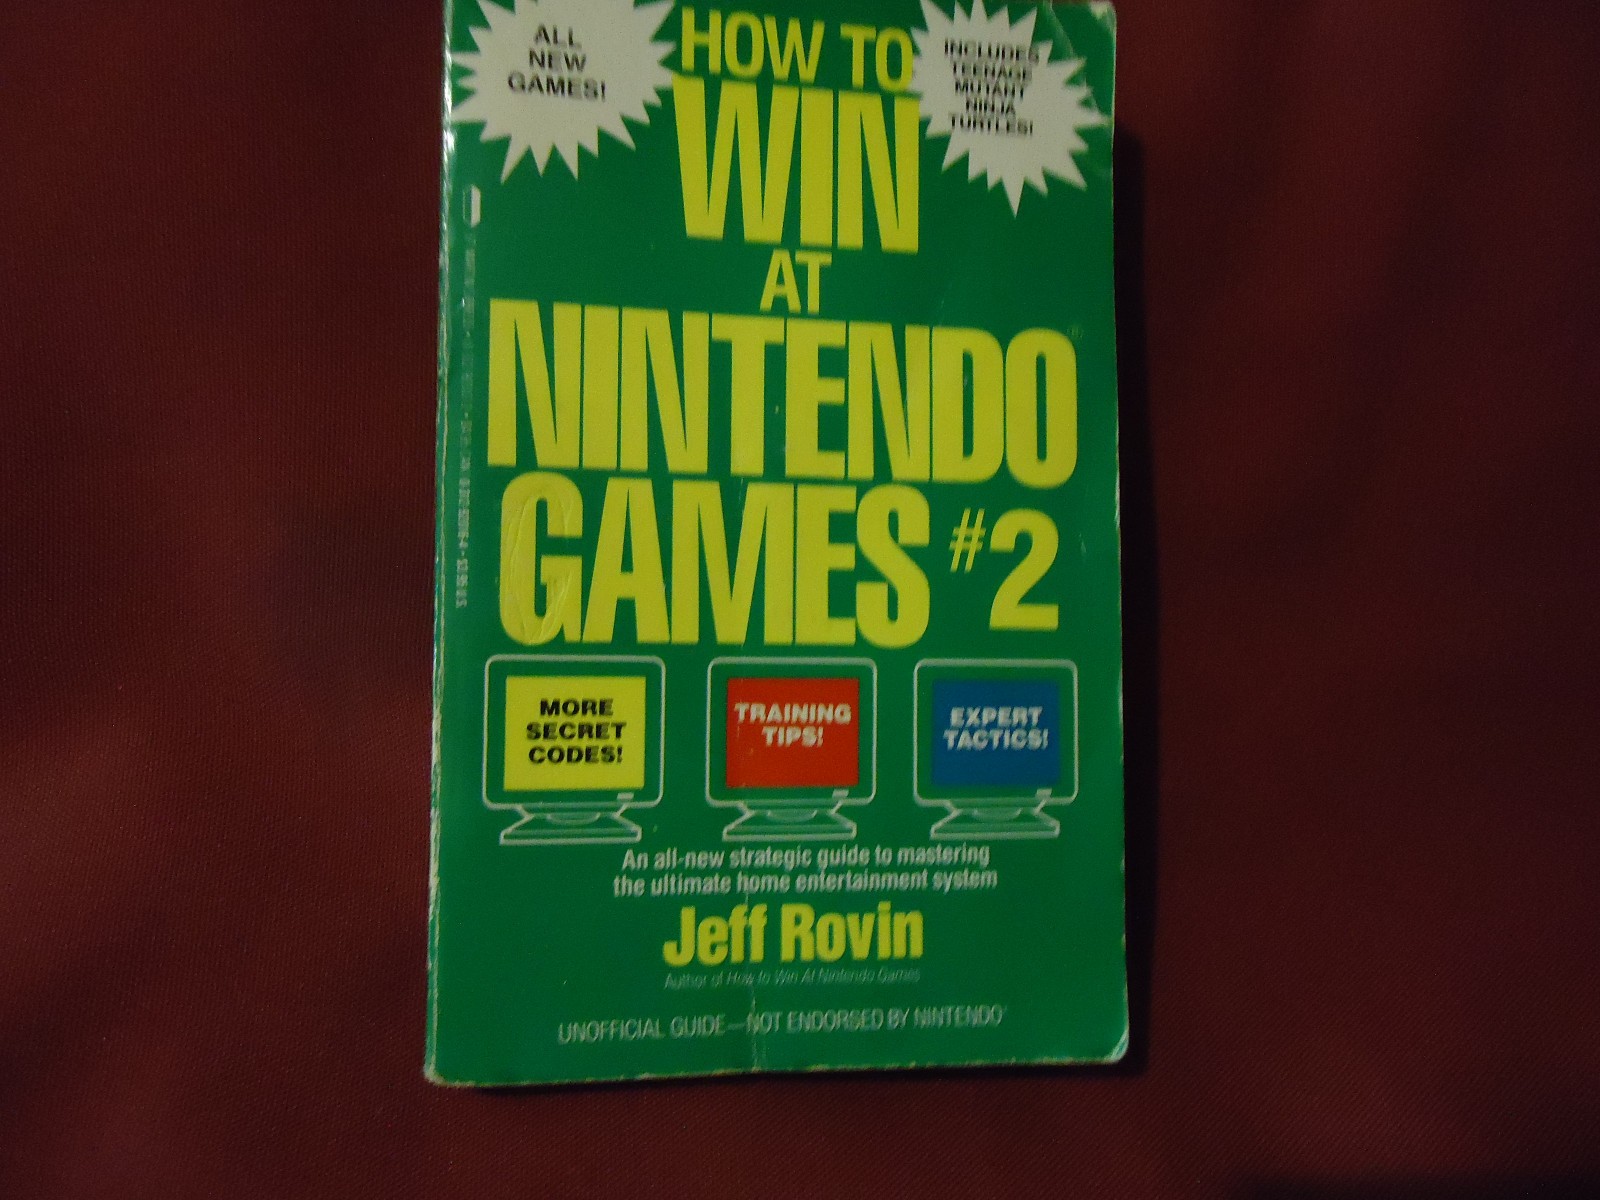 ALL
NEW
GAMES!
INCLUDES
TEENAGE
MUTANT
NINJA
TURTLES!
HOW TO
WIN
AT
NINTENDO®
GAMES #2
MORE
SECRET
CODES!
TRAINING
TIPS!
EXPERT
TACTICS!
An all-new strategic guide to mastering
the ultimate home entertainment system
Jeff Rovin
Author of How to Win At Nintendo Games
UNOFFICIAL GUIDE—NOT ENDORSED BY NINTENDO®